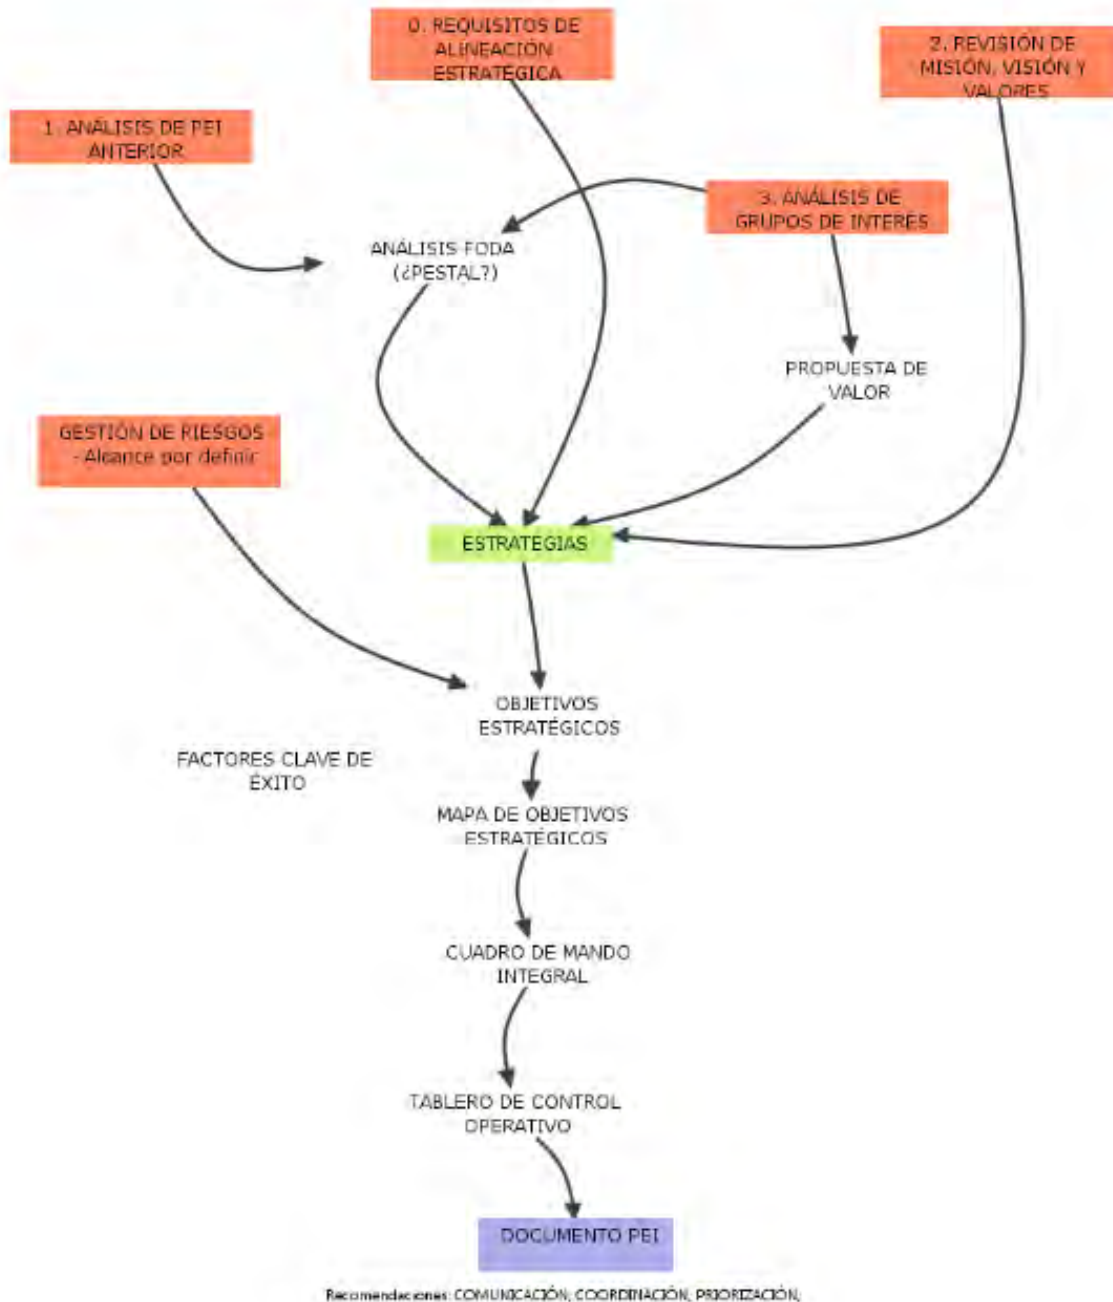 0. REQUISITOS DE
ALINEACIÓN
ESTRATÉGICA
2. REVISIÓN DE
MISIÓN, VISIÓN Y
VALORES
1. ANÁLISIS DE PEI
ANTERIOR
3. ANÁLISIS DE
GRUPOS DE INTERÉS
ANÁLISIS FODA
(¿PESTAL?)
PROPUESTA DE
VALOR
GESTIÓN DE RIESGOS
- Alcance por definir
ESTRATEGIAS
OBJETIVOS
ESTRATÉGICOS
FACTORES CLAVE DE
ÉXITO
MAPA DE OBJETIVOS
ESTRATÉGICOS
CUADRO DE MANDO
INTEGRAL
TABLERO DE CONTROL
OPERATIVO
DOCUMENTO PEI
Recomendaciones: COMUNICACIÓN, COORDINACIÓN, PRIORIZACIÓN,